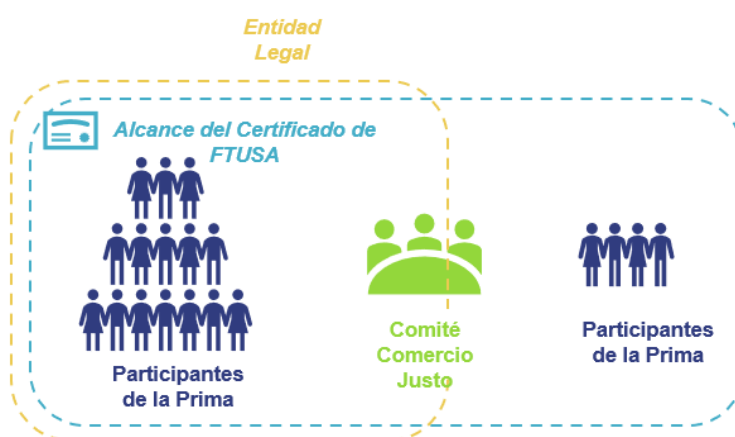 Entidad
Legal
Alcance del Certificado de
FTUSA
Participantes
de la Prima
Comité
Comercio
Justo
Participantes
de la Prima